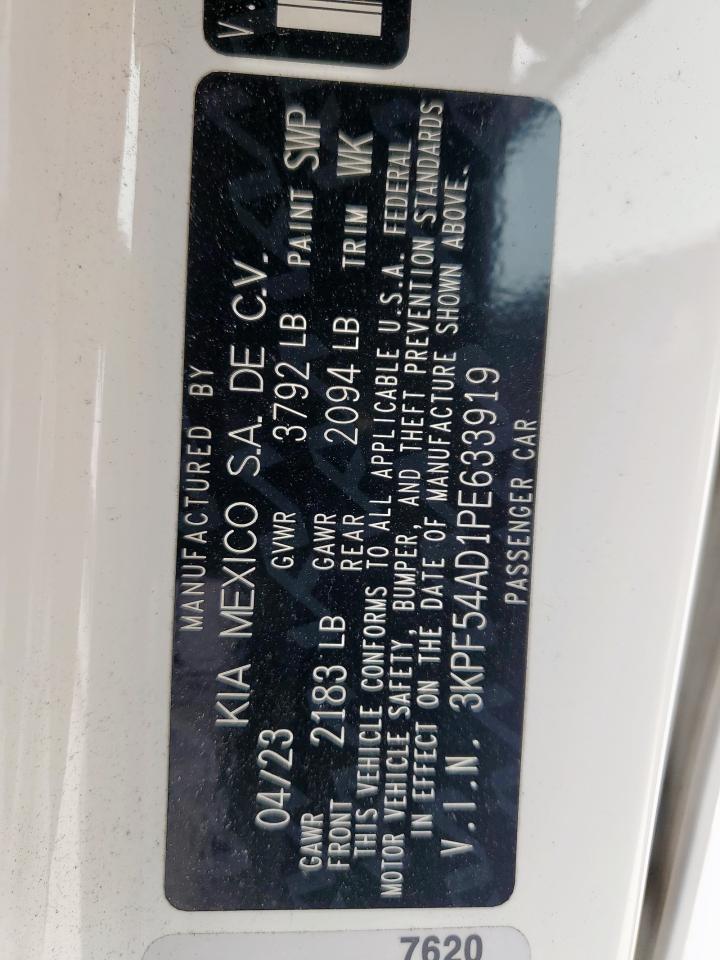 V.
MANUFACTURED BY
KIA MEXICO S.A. DE C.V.
04/23 GVWR 3792 LB PAINT SWP
GAWR FRONT 2183 LB GAWR REAR 2094 LB TRIM WK
THIS VEHICLE CONFORMS TO ALL APPLICABLE U.S.A. FEDERAL
MOTOR VEHICLE SAFETY, BUMPER, AND THEFT PREVENTION STANDARDS
IN EFFECT ON THE DATE OF MANUFACTURE SHOWN ABOVE.
V.I.N. 3KPF54AD1PE633919
PASSENGER CAR
7620